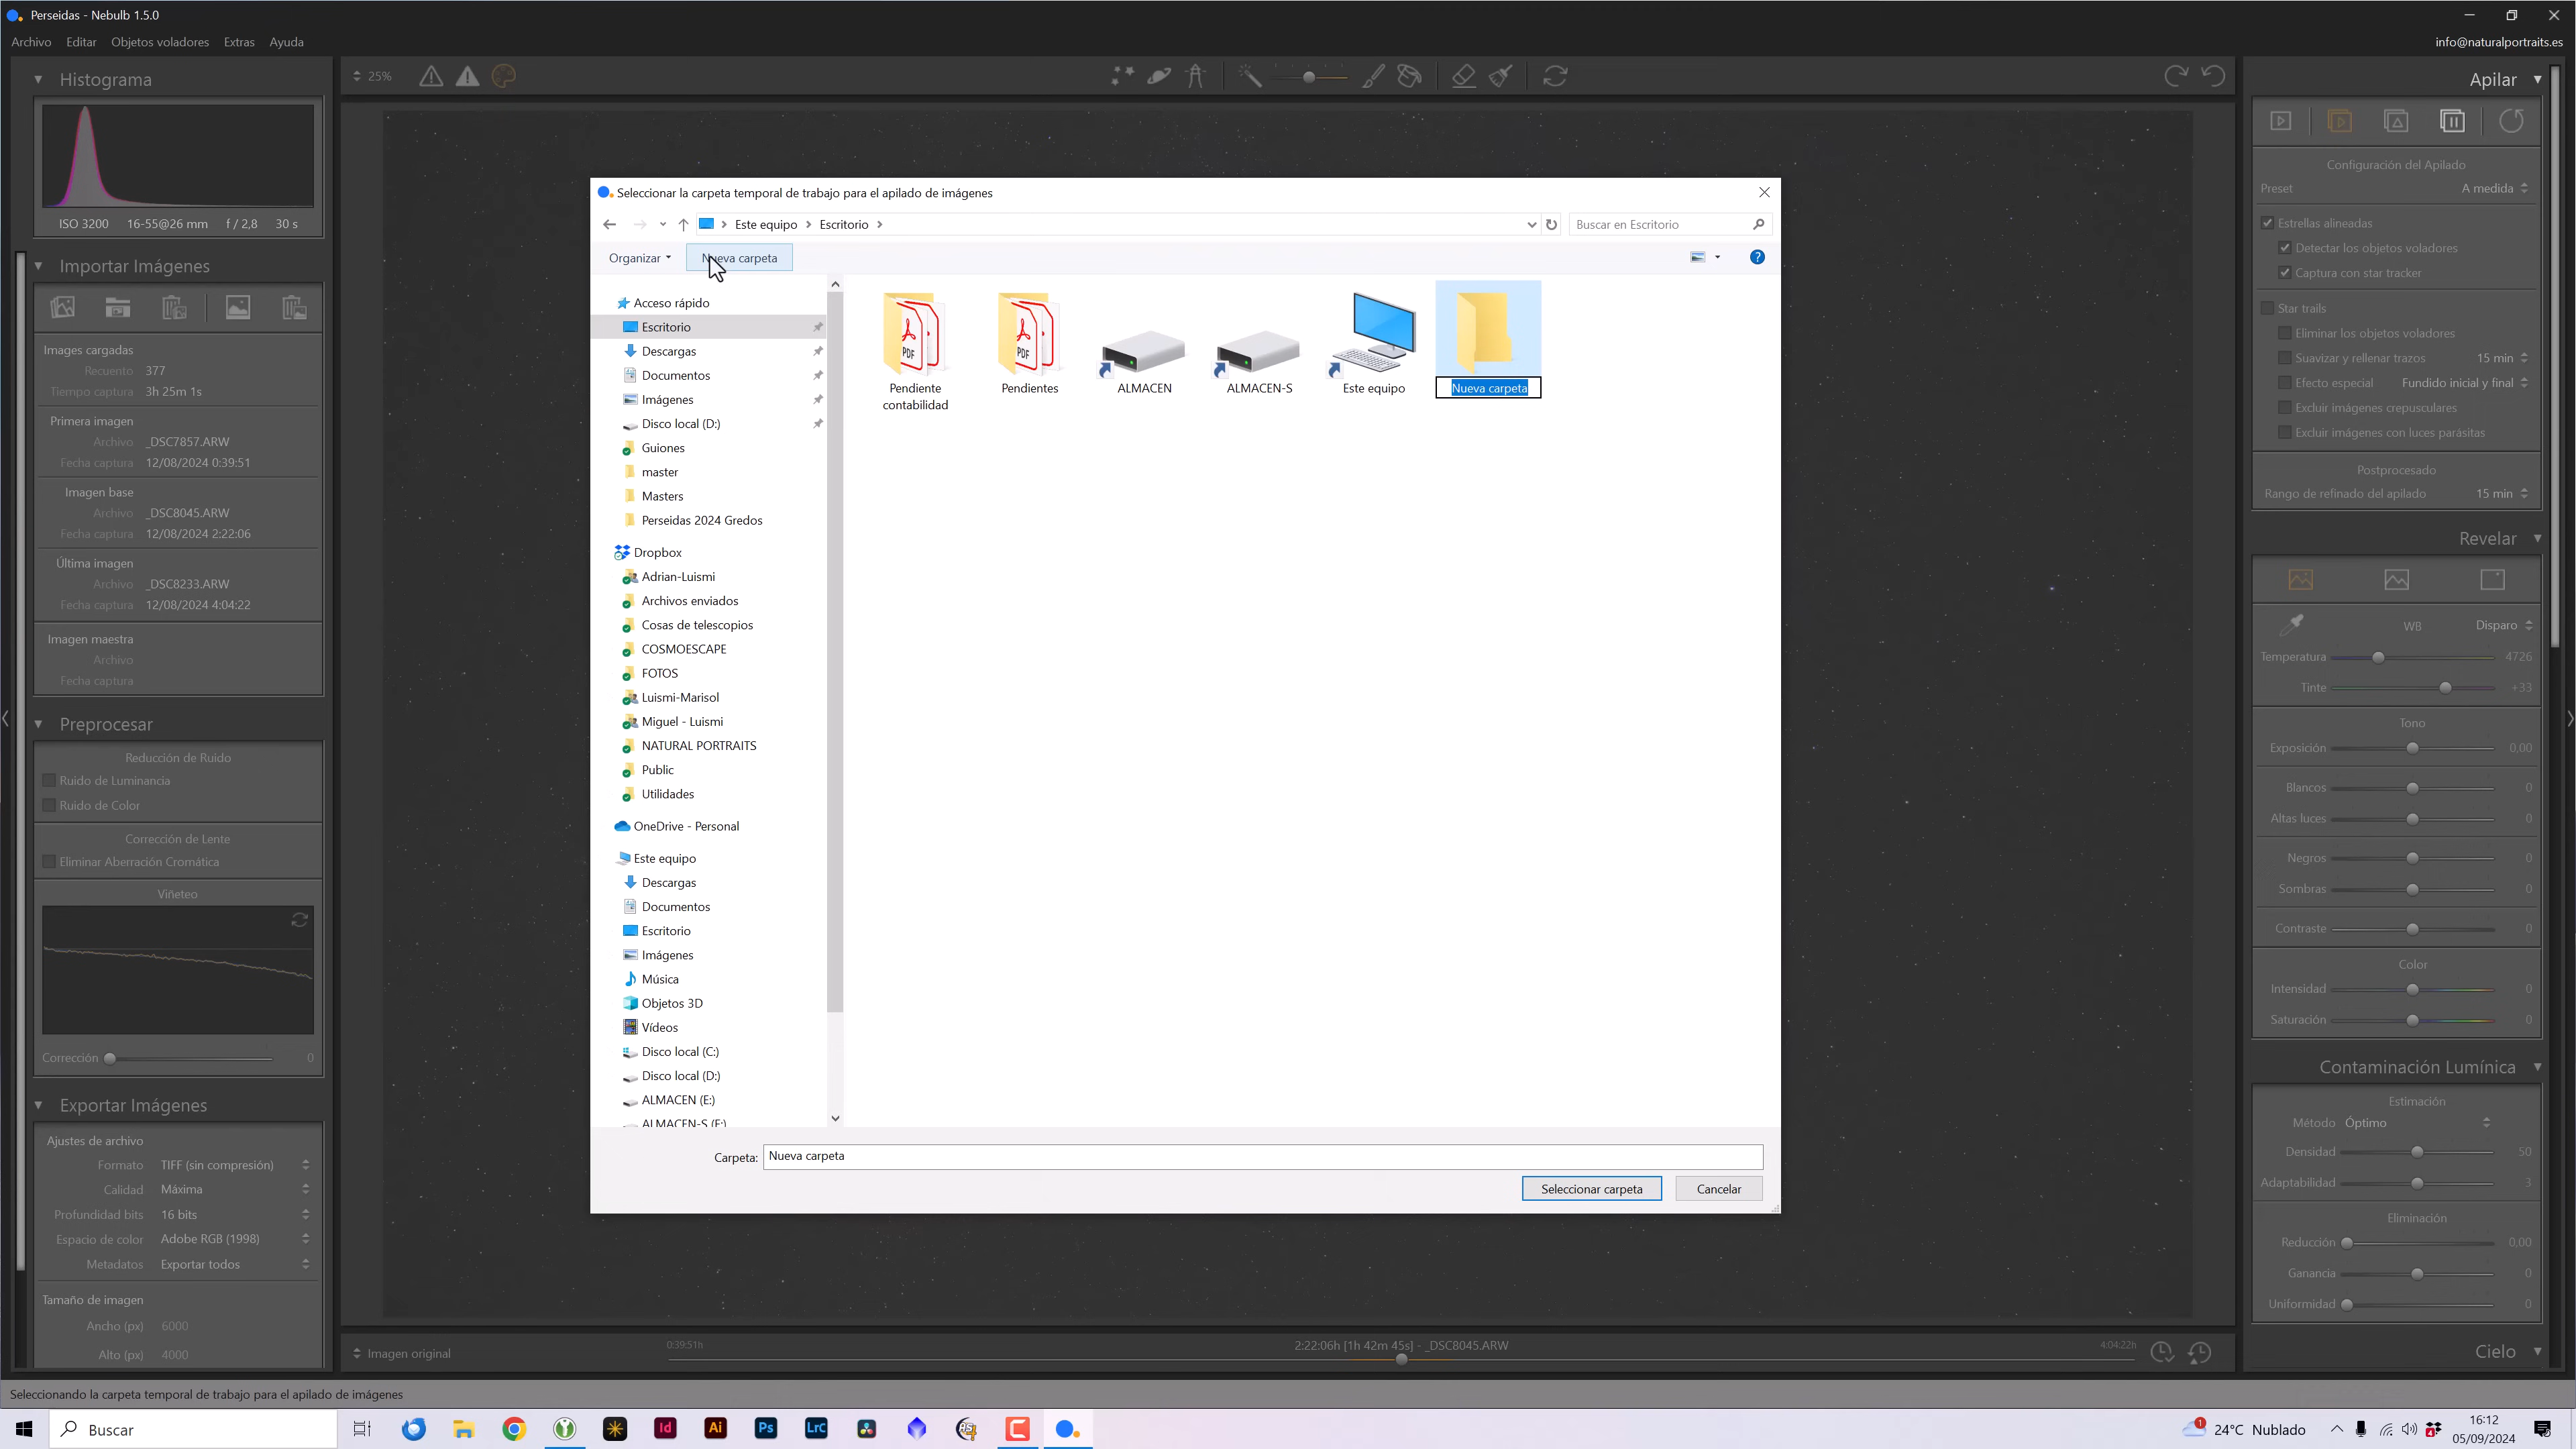 Perseidas - Nebulb 1.5.0
Archivo Editar Objetos voladores Extras Ayuda
info@naturalportraits.es
Histograma
ISO 3200 16-55@26 mm f / 2,8 30 s
Importar Imágenes
Images cargadas
Recuento 377
Tiempo captura 3h 25m 1s
Primera imagen
Archivo _DSC7857.ARW
Fecha captura 12/08/2024 0:39:51
Imagen base
Archivo _DSC8045.ARW
Fecha captura 12/08/2024 2:22:06
Última imagen
Archivo _DSC8233.ARW
Fecha captura 12/08/2024 4:04:22
Imagen maestra
Archivo
Fecha captura
Preprocesar
Reducción de Ruido
Ruido de Luminancia
Ruido de Color
Corrección de Lente
Eliminar Aberración Cromática
Viñeteo
Corrección 0
Exportar Imágenes
Ajustes de archivo
Formato TIFF (sin compresión)
Calidad Máxima
Profundidad bits 16 bits
Espacio de color Adobe RGB (1998)
Metadatos Exportar todos
Tamaño de imagen
Ancho (px) 6000
Alto (px) 4000
25%
Seleccionar la carpeta temporal de trabajo para el apilado de imágenes
Este equipo Escritorio
Buscar en Escritorio
Organizar Nueva carpeta
Acceso rápido
Escritorio
Descargas
Documentos
Imágenes
Disco local (D:)
Guiones
master
Masters
Perseidas 2024 Gredos
Dropbox
Adrian-Luismi
Archivos enviados
Cosas de telescopios
COSMOESCAPE
FOTOS
Luismi-Marisol
Miguel - Luismi
NATURAL PORTRAITS
Public
Utilidades
OneDrive - Personal
Este equipo
Descargas
Documentos
Escritorio
Imágenes
Música
Objetos 3D
Vídeos
Disco local (C:)
Disco local (D:)
ALMACEN (E:)
ALMACEN-S (F:)
PDF
Pendiente
contabilidad
PDF
Pendientes
ALMACEN
ALMACEN-S
Este equipo
Nueva carpeta
Carpeta: Nueva carpeta
Seleccionar carpeta Cancelar
Imagen original
0:39:51h
2:22:06h [1h 42m 45s] - _DSC8045.ARW
4:04:22h
Apilar
Configuración del Apilado
Preset A medida
Estrellas alineadas
Detectar los objetos voladores
Captura con star tracker
Star trails
Eliminar los objetos voladores
Suavizar y rellenar trazos 15 min
Efecto especial Fundido inicial y final
Excluir imágenes crepusculares
Excluir imágenes con luces parásitas
Postprocesado
Rango de refinado del apilado 15 min
Revelar
WB Disparo
Temperatura 4726
Tinte +33
Tono
Exposición 0,00
Blancos 0
Altas luces 0
Negros 0
Sombras 0
Contraste 0
Color
Intensidad 0
Saturación 0
Contaminación Lumínica
Estimación
Método Óptimo
Densidad 50
Adaptabilidad 3
Eliminación
Reducción 0,00
Ganancia 0
Uniformidad 0
Cielo
Seleccionando la carpeta temporal de trabajo para el apilado de imágenes
Buscar
Id
Ai
Ps
LrC
1
24°C Nublado
4
16:12
05/09/2024